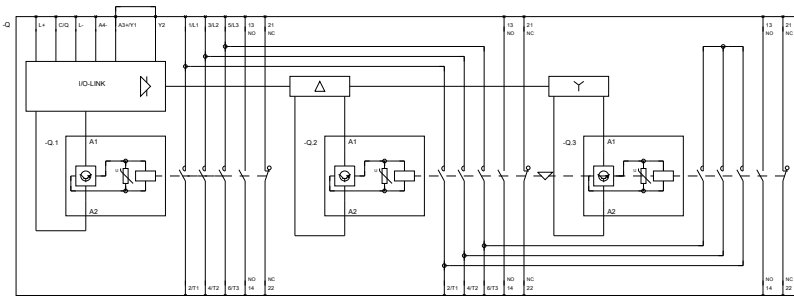 -Q L+ C/Q L- A4- A3+/Y1 Y2 1/L1 3/L2 5/L3 13 21 13 21 13 21
NO NC NO NC NO NC
I/O-LINK
-Q.1 A1 -Q.2 A1 -Q.3 A1
U U U
A2 A2 A2
NO NC NO NC NO NC
2/T1 4/T2 6/T3 14 22 2/T1 4/T2 6/T3 14 22 14 22